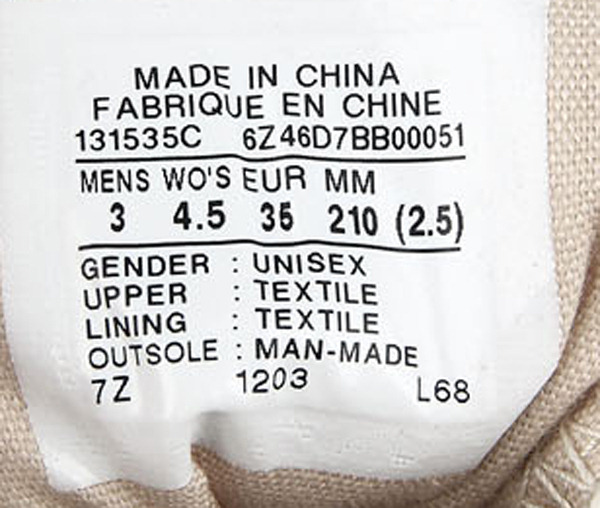 MADE IN CHINA
FABRIQUE EN CHINE
131535C 6Z46D7BB00051
MENS WO'S EUR MM
3 4.5 35 210 (2.5)
GENDER : UNISEX
UPPER : TEXTILE
LINING : TEXTILE
OUTSOLE : MAN-MADE
7Z 1203 L68